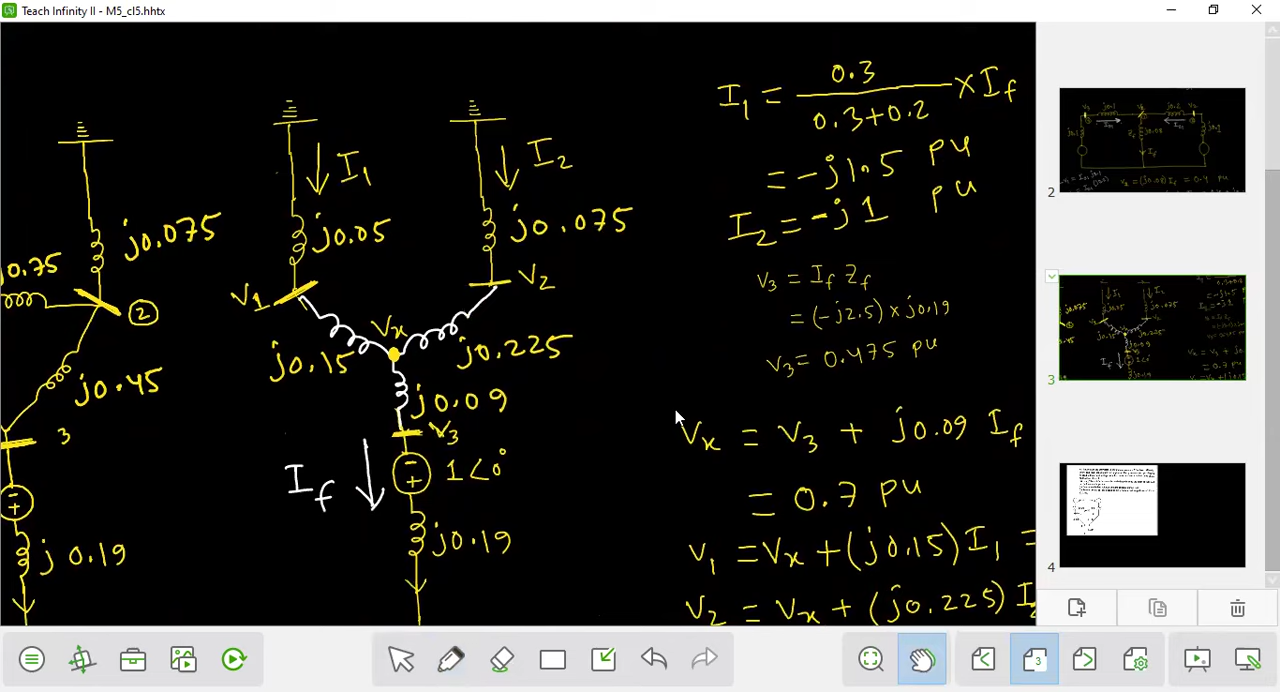 Teach Infinity II - M5_cl5.hhtx
j0.075
0.75
2
j0.45
3
j 0.19
I1
I2
j0.05
j0.075
V1
V2
Vx
j0.15
j0.225
j0.09
V3
1<0°
If
j0.19
I1 = 0.3 / 0.3+0.2 × If
= -j1.5 pu
I2 = -j1 pu
V3 = If Zf
= (-j2.5) × j0.19
V3 = 0.475 pu
Vx = V3 + j0.09 If
= 0.7 pu
V1 = Vx + (j0.15) I1 =
V2 = Vx + (j0.225) I2
2
3
4
3